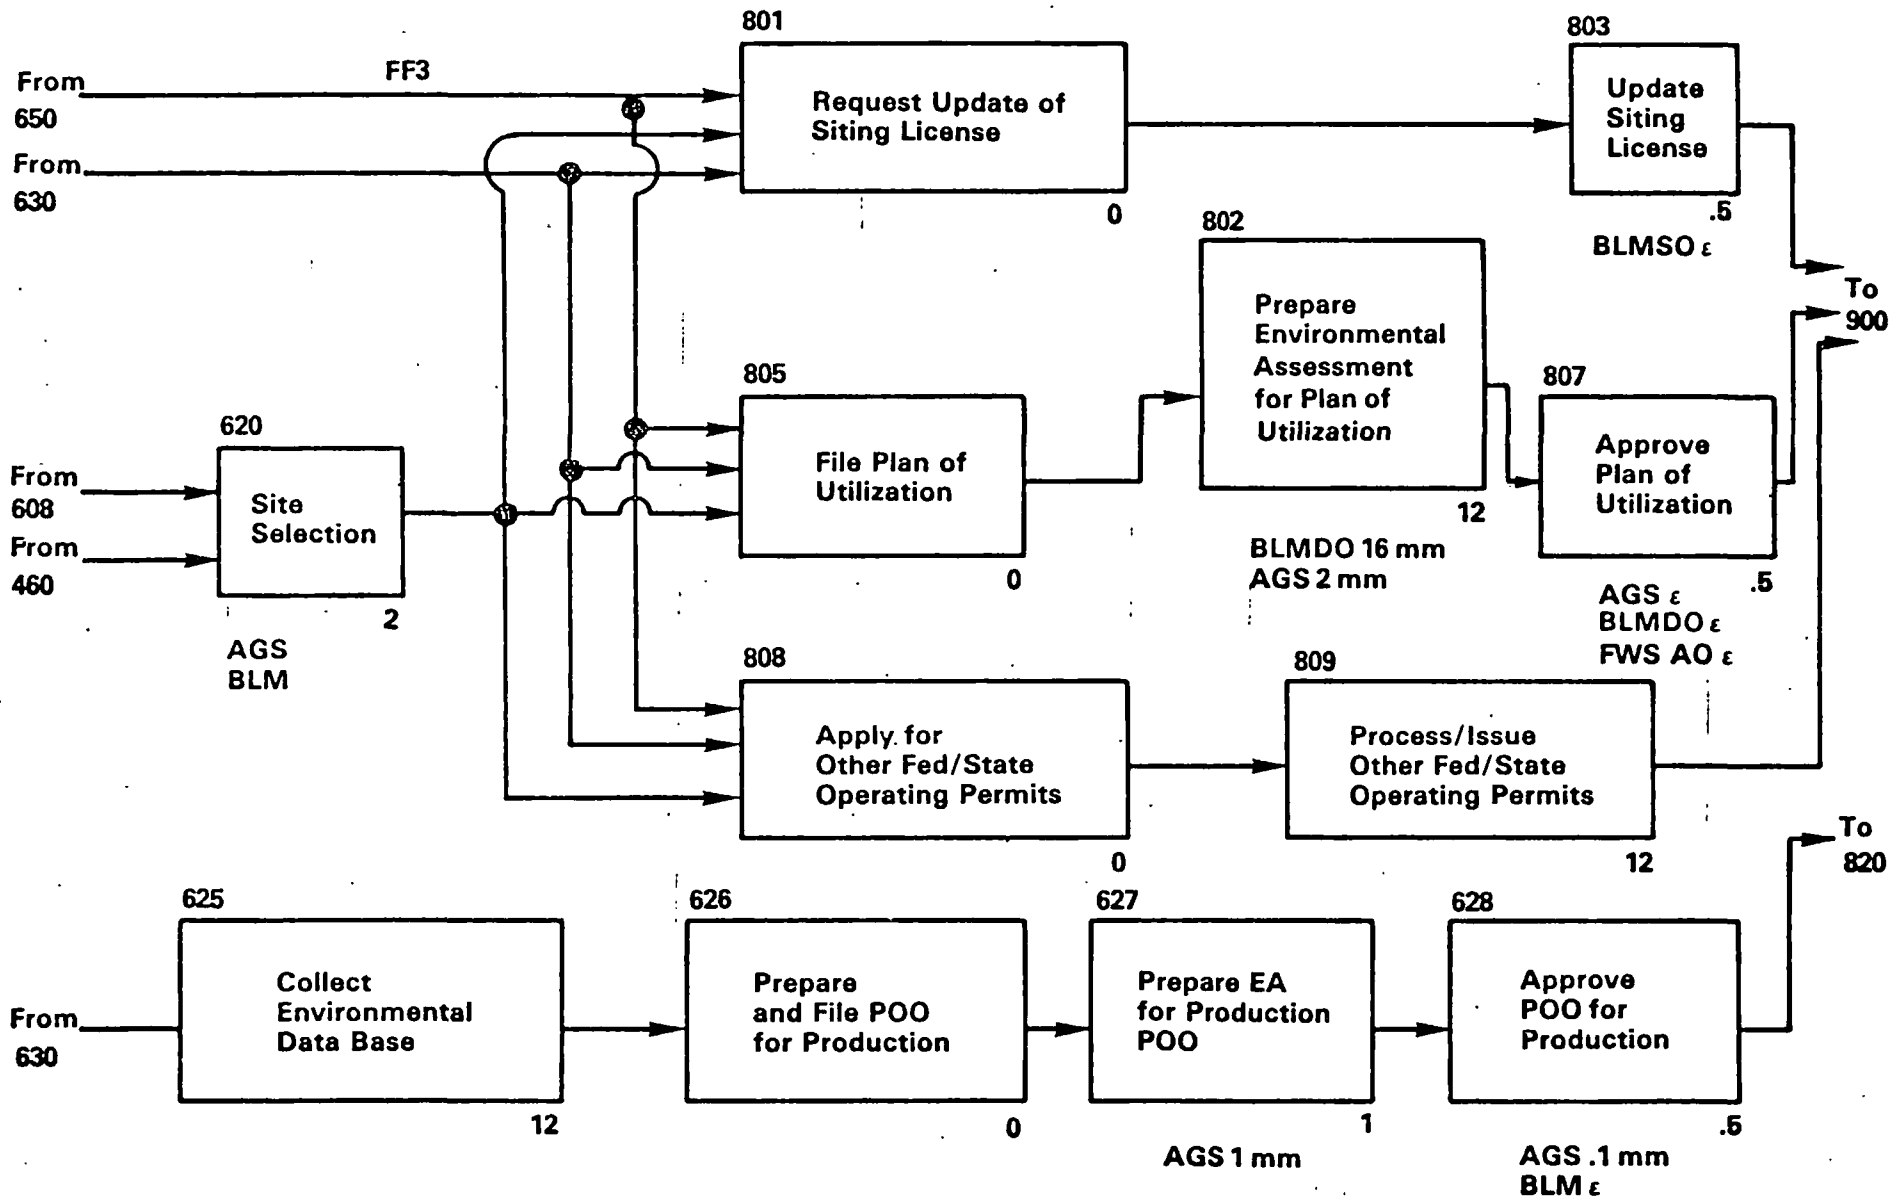 801
803
FF3
From
650
From
630
Request Update of
Siting License
0
Update
Siting
License
.5
BLMSO ε
802
Prepare
Environmental
Assessment
for Plan of
Utilization
12
BLMDO 16 mm
AGS 2 mm
To
900
620
From
608
From
460
Site
Selection
2
AGS
BLM
805
File Plan of
Utilization
0
807
Approve
Plan of
Utilization
.5
AGS ε
BLMDO ε
FWS AO ε
808
Apply for
Other Fed/State
Operating Permits
0
809
Process/Issue
Other Fed/State
Operating Permits
12
To
820
625
From
630
Collect
Environmental
Data Base
12
626
Prepare
and File POO
for Production
0
627
Prepare EA
for Production
POO
1
AGS 1 mm
628
Approve
POO for
Production
.5
AGS .1 mm
BLM ε